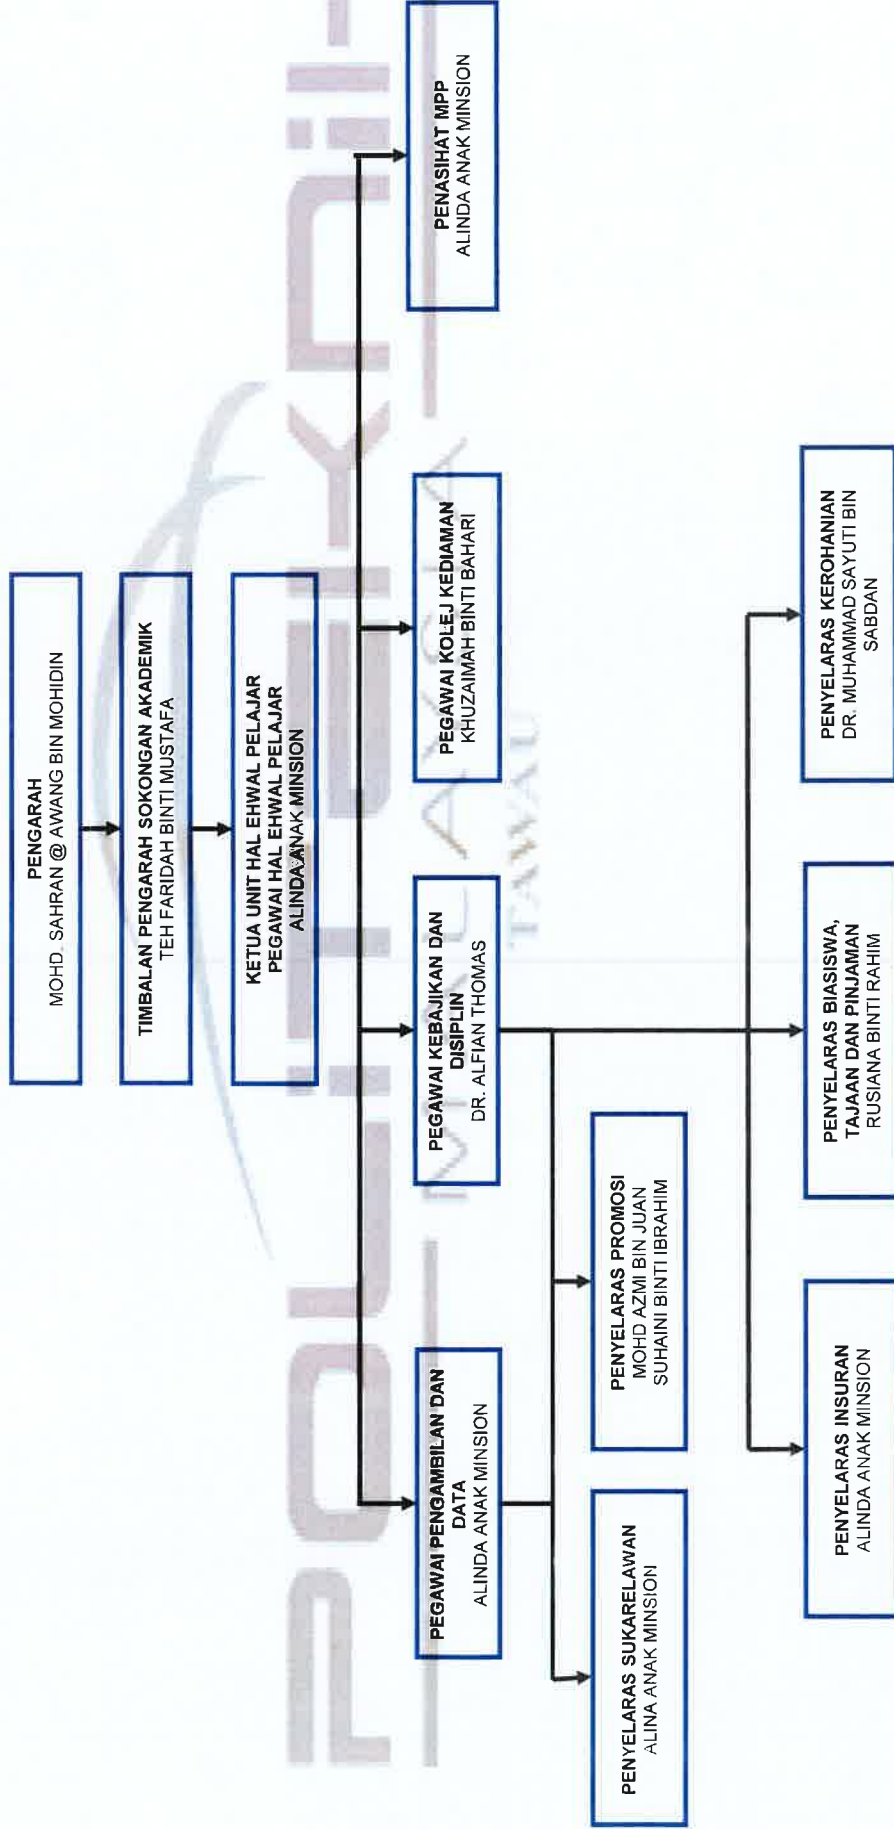 PENGARAH
MOHD. SAHRAN @ AWANG BIN MOHIDIN
TIMBALAN PENGARAH SOKONGAN AKADEMIK
TEH FARIDAH BINTI MUSTAFA
KETUA UNIT HAL EHWAL PELAJAR
PEGAWAI HAL EHWAL PELAJAR
ALINDA ANAK MINSION
PEGAWAI PENGAMBILAN DAN
DATA
ALINDA ANAK MINSION
PEGAWAI KEBAJIKAN DAN
DISIPLIN
DR. ALFIAN THOMAS
PEGAWAI KOLEJ KEDIAMAN
KHUZAIMAH BINTI BAHARI
PENASIHAT MPP
ALINDA ANAK MINSION
POLITEKNIK
MALAYSIA
TAWAU
PENYELARAS SUKARELAWAN
ALINA ANAK MINSION
PENYELARAS PROMOSI
MOHD AZMI BIN JUAN
SUHAINI BINTI IBRAHIM
PENYELARAS INSURAN
ALINDA ANAK MINSION
PENYELARAS BIASISWA,
TAJAAN DAN PINJAMAN
RUSIANA BINTI RAHIM
PENYELARAS KEROHANIAN
DR. MUHAMMAD SAYUTI BIN
SABDAN